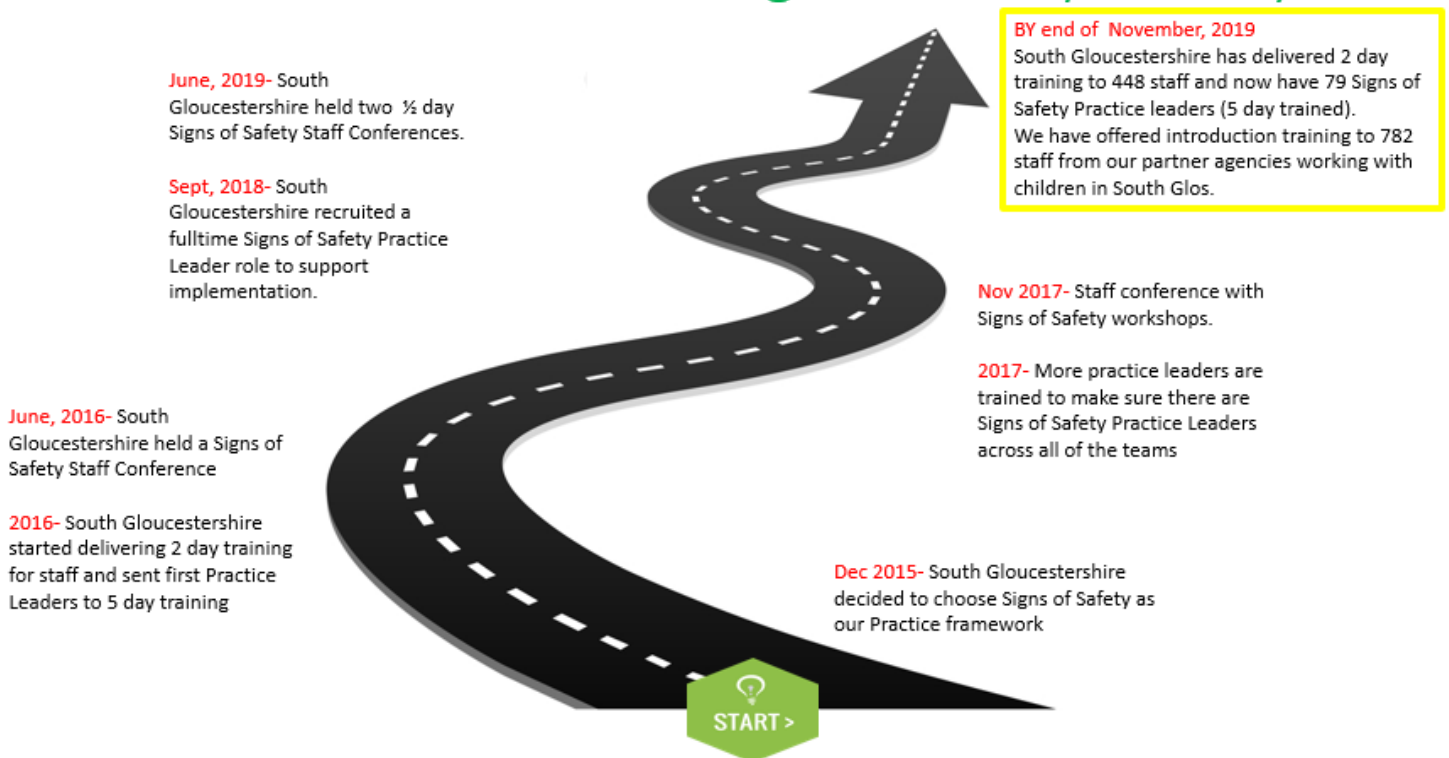 BY end of  November, 2019
South Gloucestershire has delivered 2 day
training to 448 staff and now have 79 Signs of
Safety Practice leaders (5 day trained).
We have offered introduction training to 782
staff from our partner agencies working with
children in South Glos.
June, 2019- South
Gloucestershire held two ½ day
Signs of Safety Staff Conferences.
Sept, 2018- South
Gloucestershire recruited a
fulltime Signs of Safety Practice
Leader role to support
implementation.
Nov 2017- Staff conference with
Signs of Safety workshops.
2017- More practice leaders are
trained to make sure there are
Signs of Safety Practice Leaders
across all of the teams
June, 2016- South
Gloucestershire held a Signs of
Safety Staff Conference
2016- South Gloucestershire
started delivering 2 day training
for staff and sent first Practice
Leaders to 5 day training
Dec 2015- South Gloucestershire
decided to choose Signs of Safety as
our Practice framework
START >